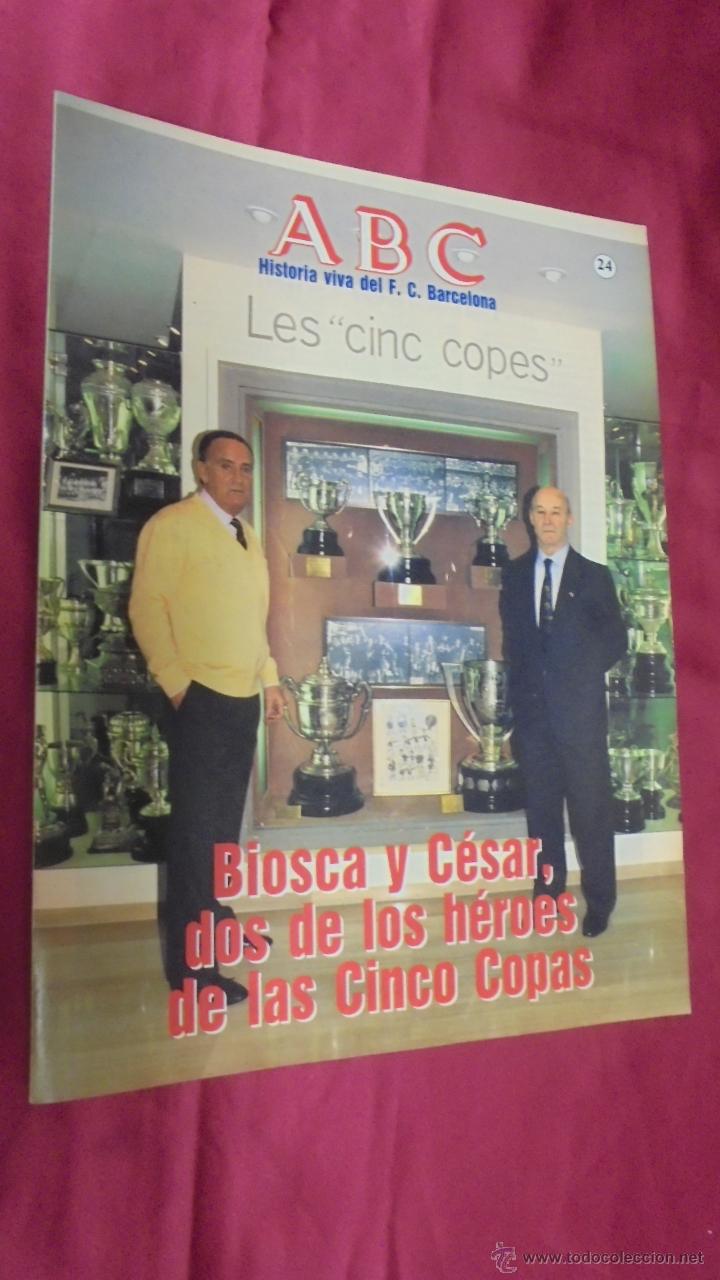 ABC
24
Historia viva del F. C. Barcelona
Les "cinc copes"
Biosca y César,
dos de los héroes
de las Cinco Copas
www.todocoleccion.net